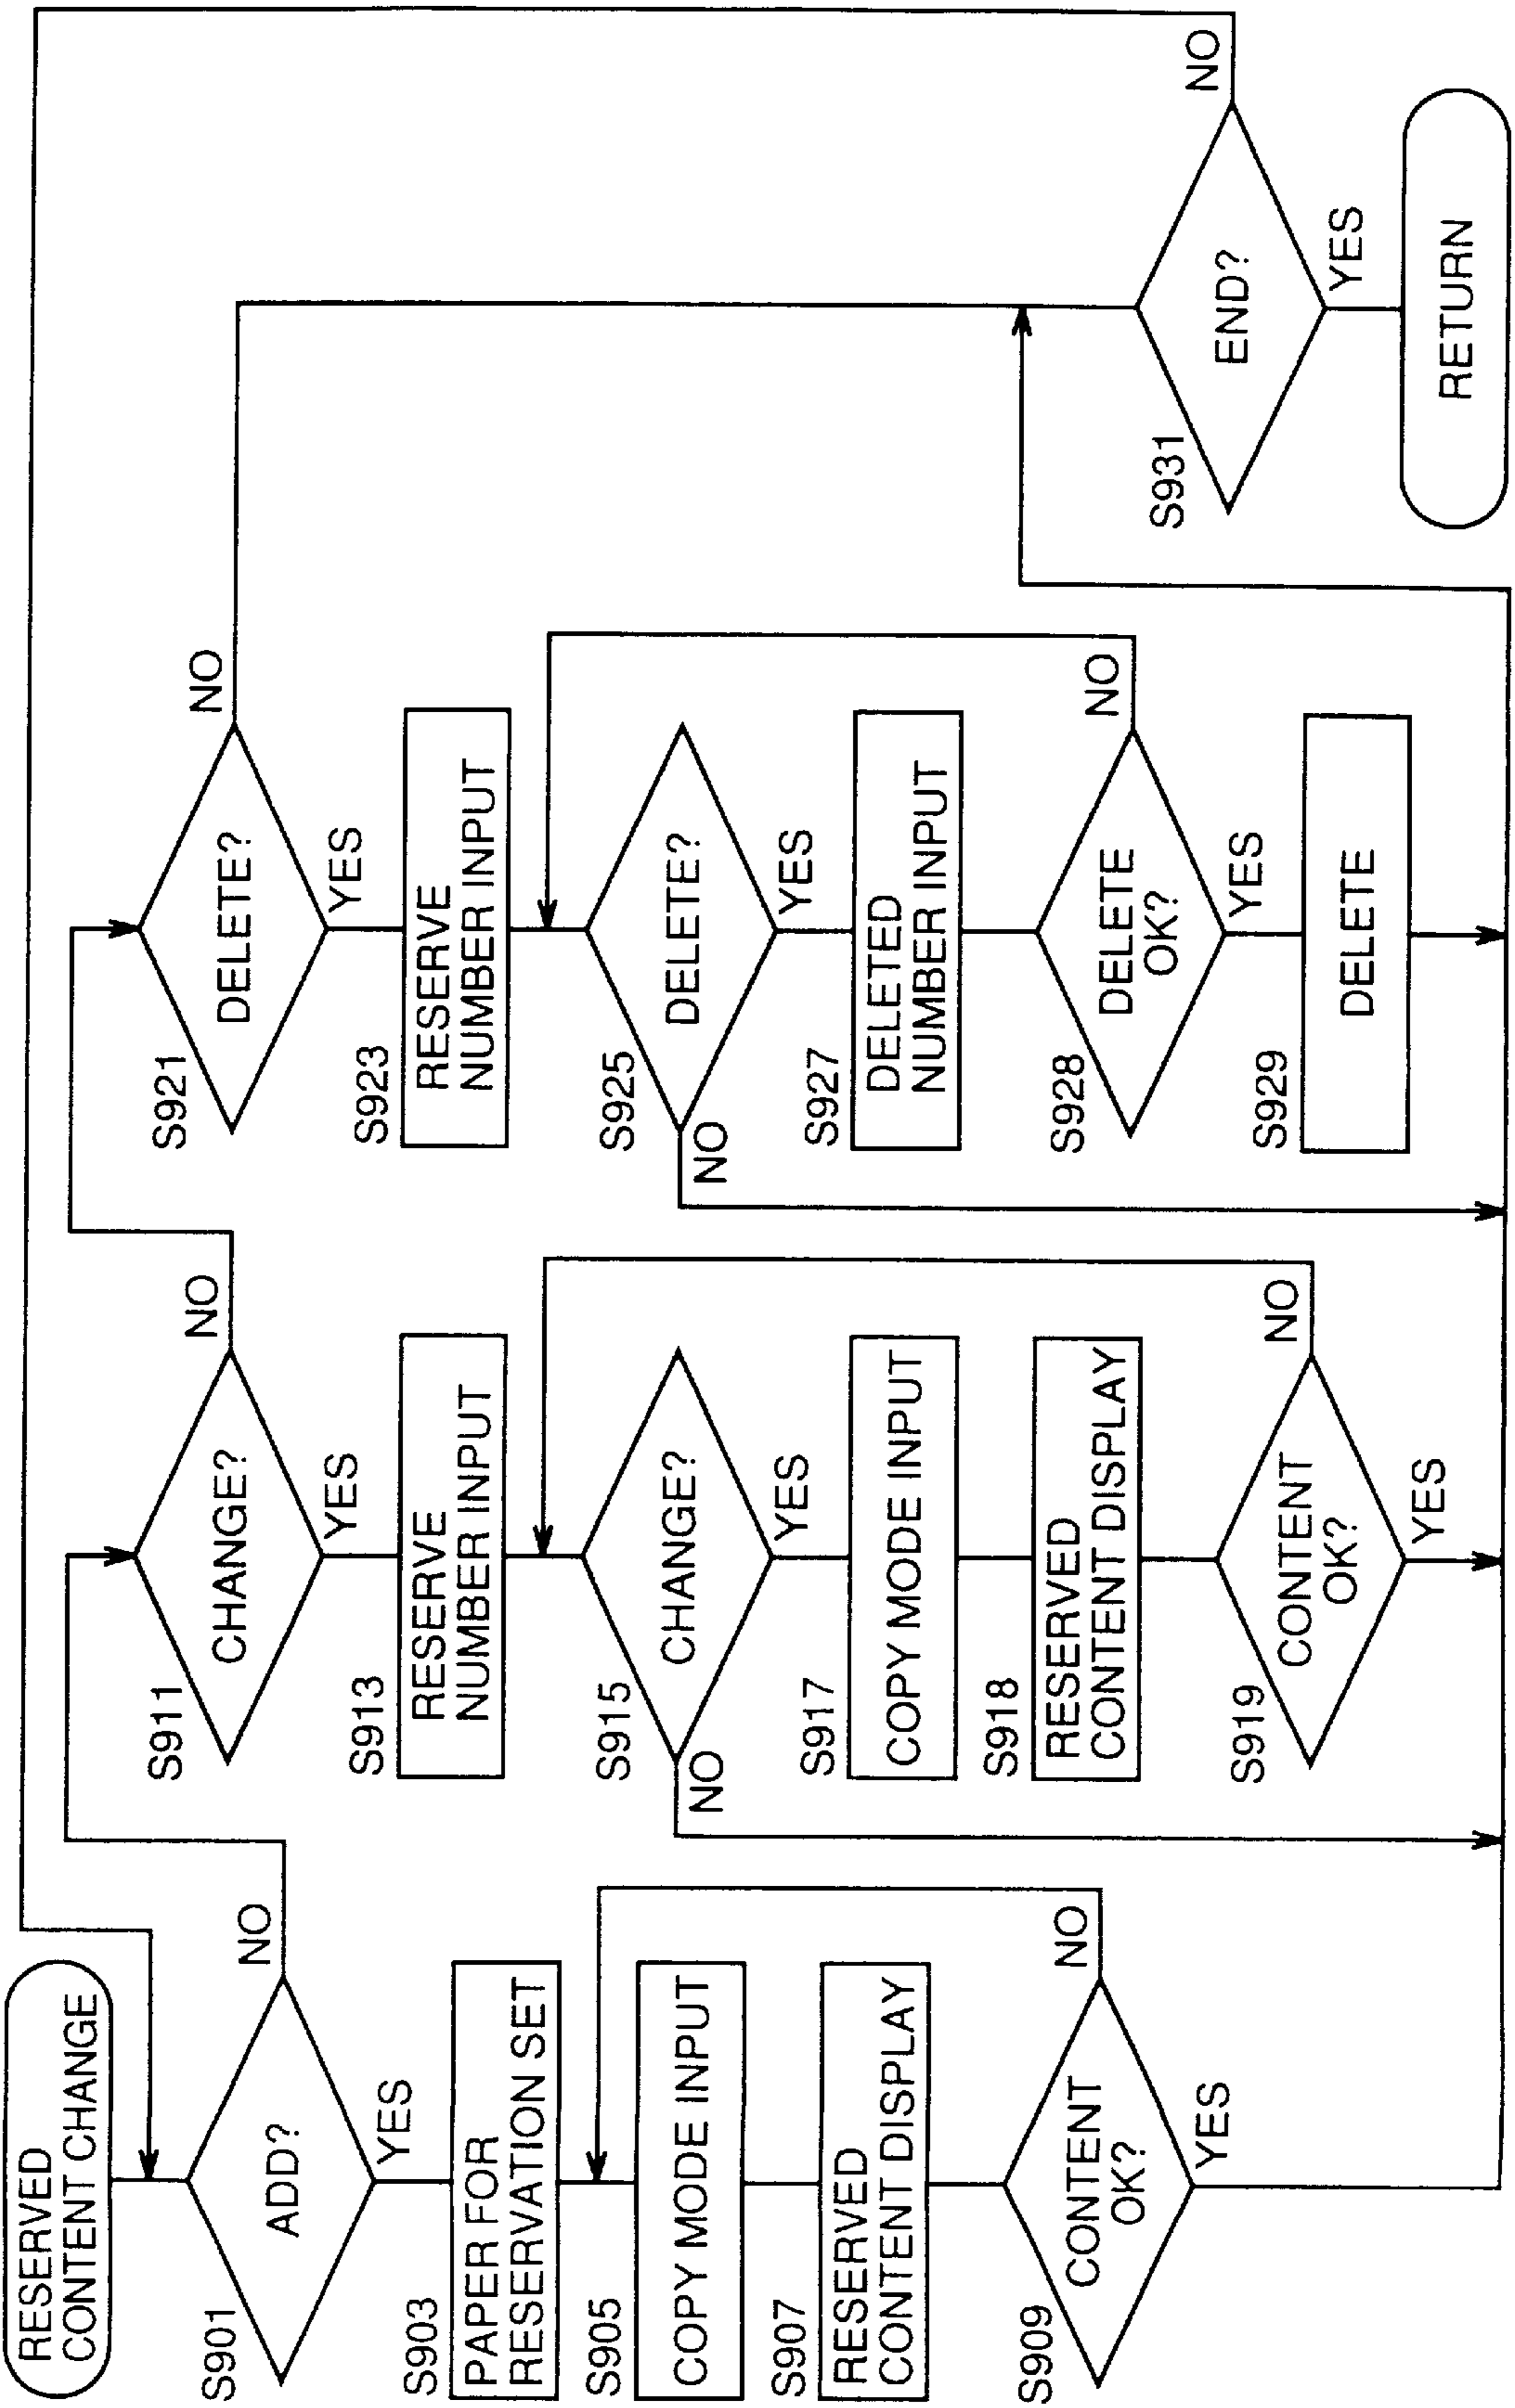 RESERVED
CONTENT CHANGE
S901
ADD?
NO
YES
S903
PAPER FOR
RESERVATION SET
S905
COPY MODE INPUT
S907
RESERVED
CONTENT DISPLAY
S909
CONTENT
OK?
NO
YES
S911
CHANGE?
NO
YES
S913
RESERVE
NUMBER INPUT
S915
CHANGE?
NO
YES
S917
COPY MODE INPUT
S918
RESERVED
CONTENT DISPLAY
S919
CONTENT
OK?
NO
YES
S921
DELETE?
NO
YES
S923
RESERVE
NUMBER INPUT
S925
DELETE?
NO
YES
S927
DELETED
NUMBER INPUT
S928
DELETE
OK?
NO
YES
S929
DELETE
S931
END?
NO
YES
RETURN